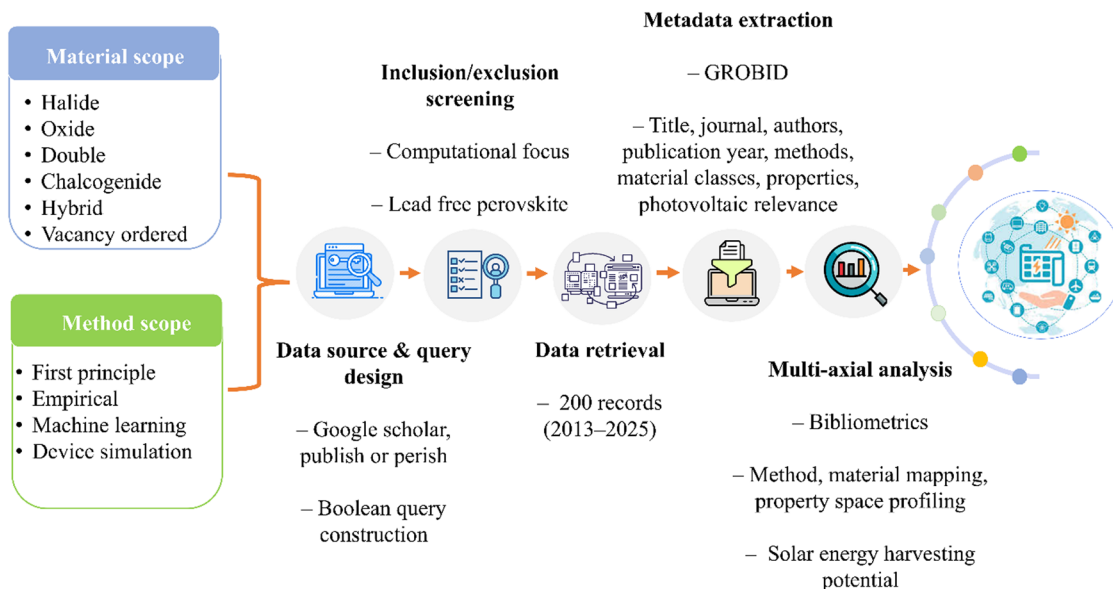 Material scope
• Halide
• Oxide
• Double
• Chalcogenide
• Hybrid
• Vacancy ordered
Method scope
• First principle
• Empirical
• Machine learning
• Device simulation
Data source & query
design
– Google scholar,
publish or perish
– Boolean query
construction
Inclusion/exclusion
screening
– Computational focus
– Lead free perovskite
Data retrieval
– 200 records
(2013–2025)
Metadata extraction
– GROBID
– Title, journal, authors,
publication year, methods,
material classes, properties,
photovoltaic relevance
Multi-axial analysis
– Bibliometrics
– Method, material mapping,
property space profiling
– Solar energy harvesting
potential